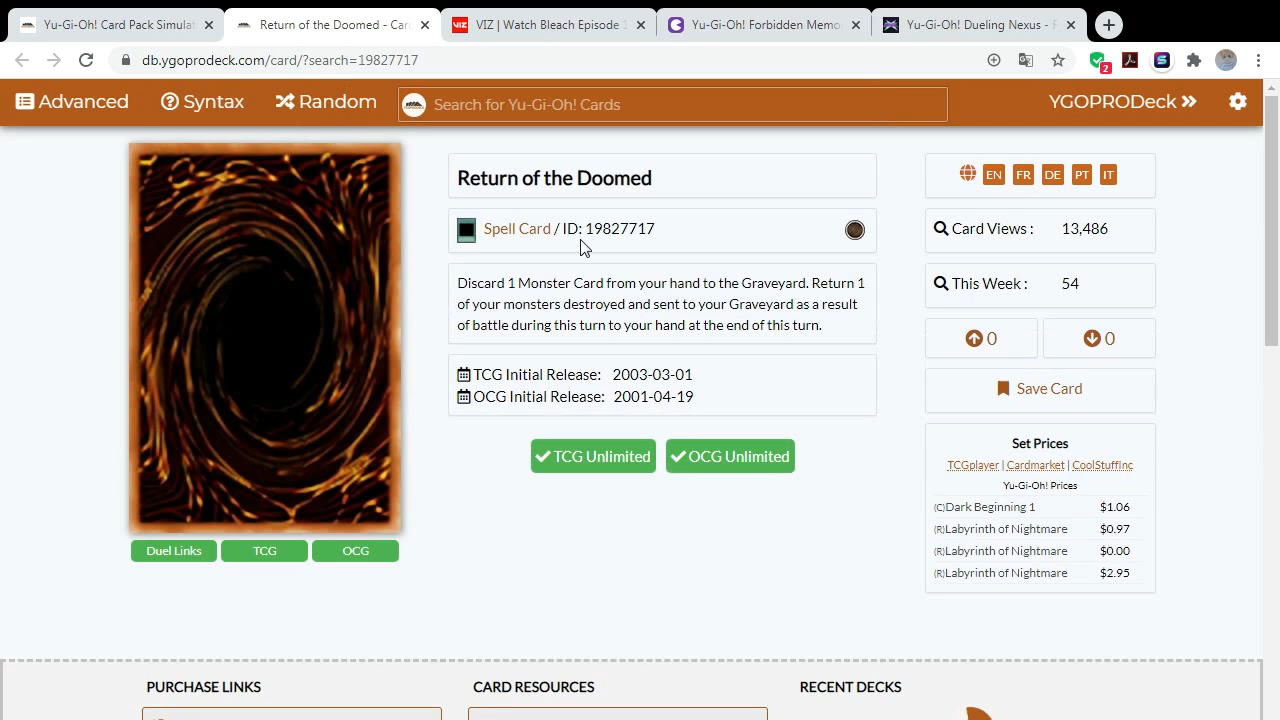 Yu-Gi-Oh! Card Pack Simulat
Return of the Doomed - Car
VIZ
VIZ | Watch Bleach Episode 1
Yu-Gi-Oh! Forbidden Memo
Yu-Gi-Oh! Dueling Nexus - F
db.ygoprodeck.com/card/?search=19827717
2
Advanced
Syntax
Random
Search for Yu-Gi-Oh! Cards
YGOPRODeck
Return of the Doomed
Spell Card / ID: 19827717
Discard 1 Monster Card from your hand to the Graveyard. Return 1
of your monsters destroyed and sent to your Graveyard as a result
of battle during this turn to your hand at the end of this turn.
TCG Initial Release: 2003-03-01
OCG Initial Release: 2001-04-19
TCG Unlimited
OCG Unlimited
Duel Links
TCG
OCG
EN FR DE PT IT
Card Views : 13,486
This Week : 54
0
0
Save Card
Set Prices
TCGplayer | Cardmarket | CoolStuffInc
Yu-Gi-Oh! Prices
(C)Dark Beginning 1 $1.06
(R)Labyrinth of Nightmare $0.97
(R)Labyrinth of Nightmare $0.00
(R)Labyrinth of Nightmare $2.95
PURCHASE LINKS
CARD RESOURCES
RECENT DECKS